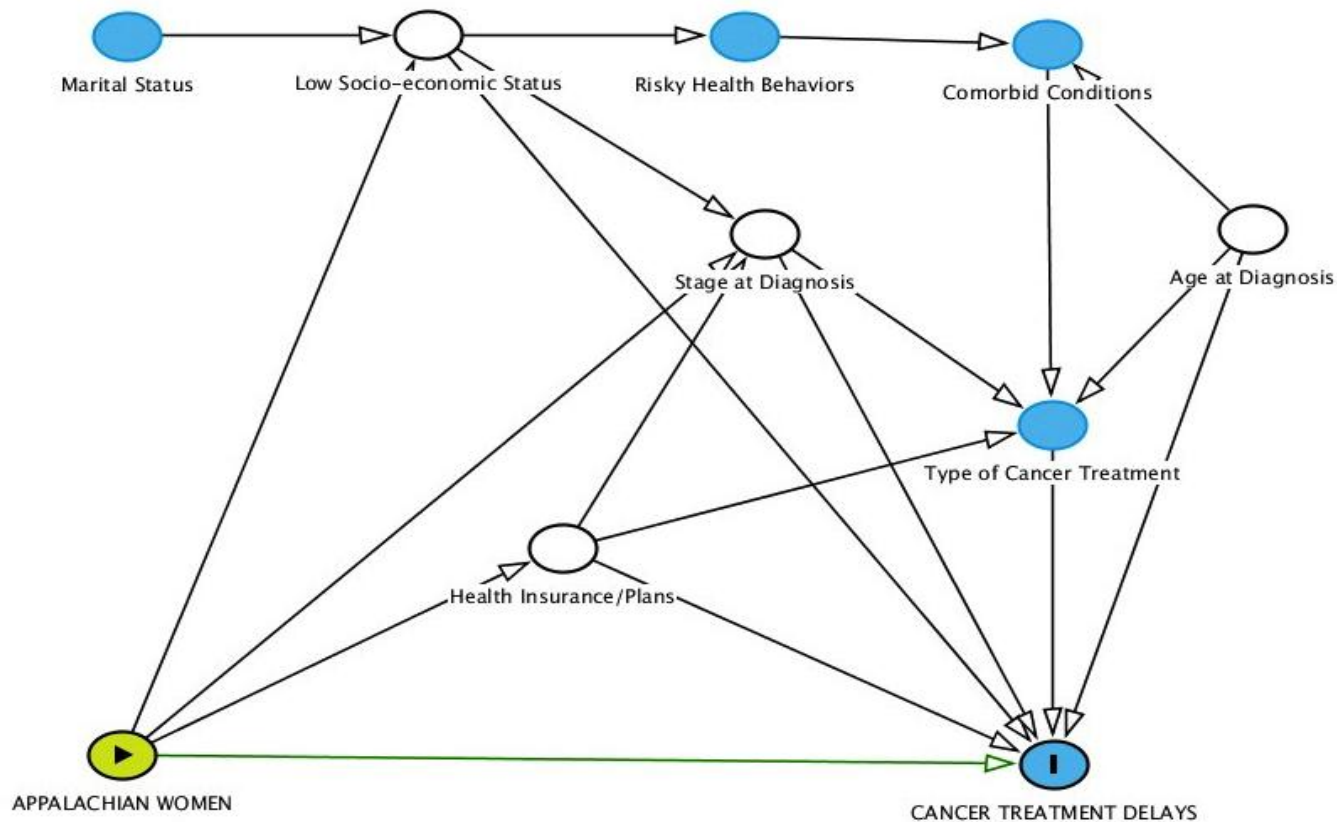 Marital Status
Low Socio-economic Status
Risky Health Behaviors
Comorbid Conditions
Stage at Diagnosis
Age at Diagnosis
Type of Cancer Treatment
Health Insurance/Plans
APPALACHIAN WOMEN
CANCER TREATMENT DELAYS